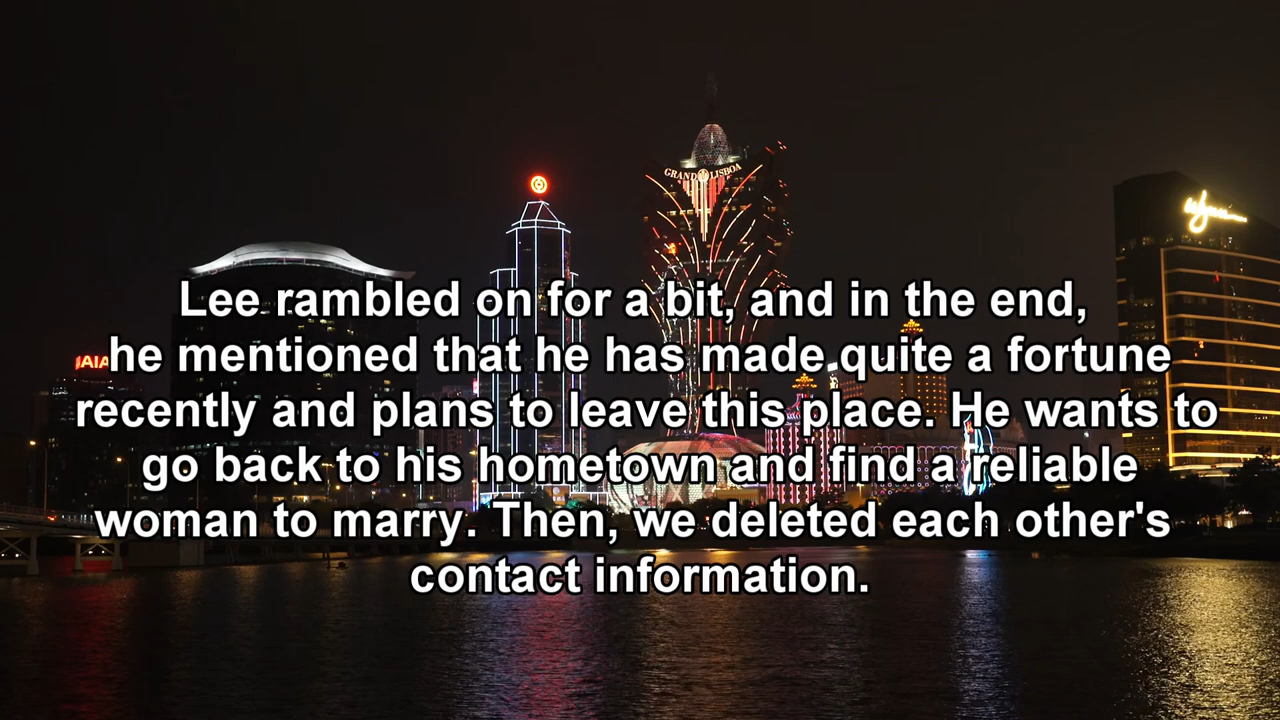 GRAND LISBOA
wynn
Lee rambled on for a bit, and in the end,
he mentioned that he has made quite a fortune
recently and plans to leave this place. He wants to
go back to his hometown and find a reliable
woman to marry. Then, we deleted each other's
contact information.